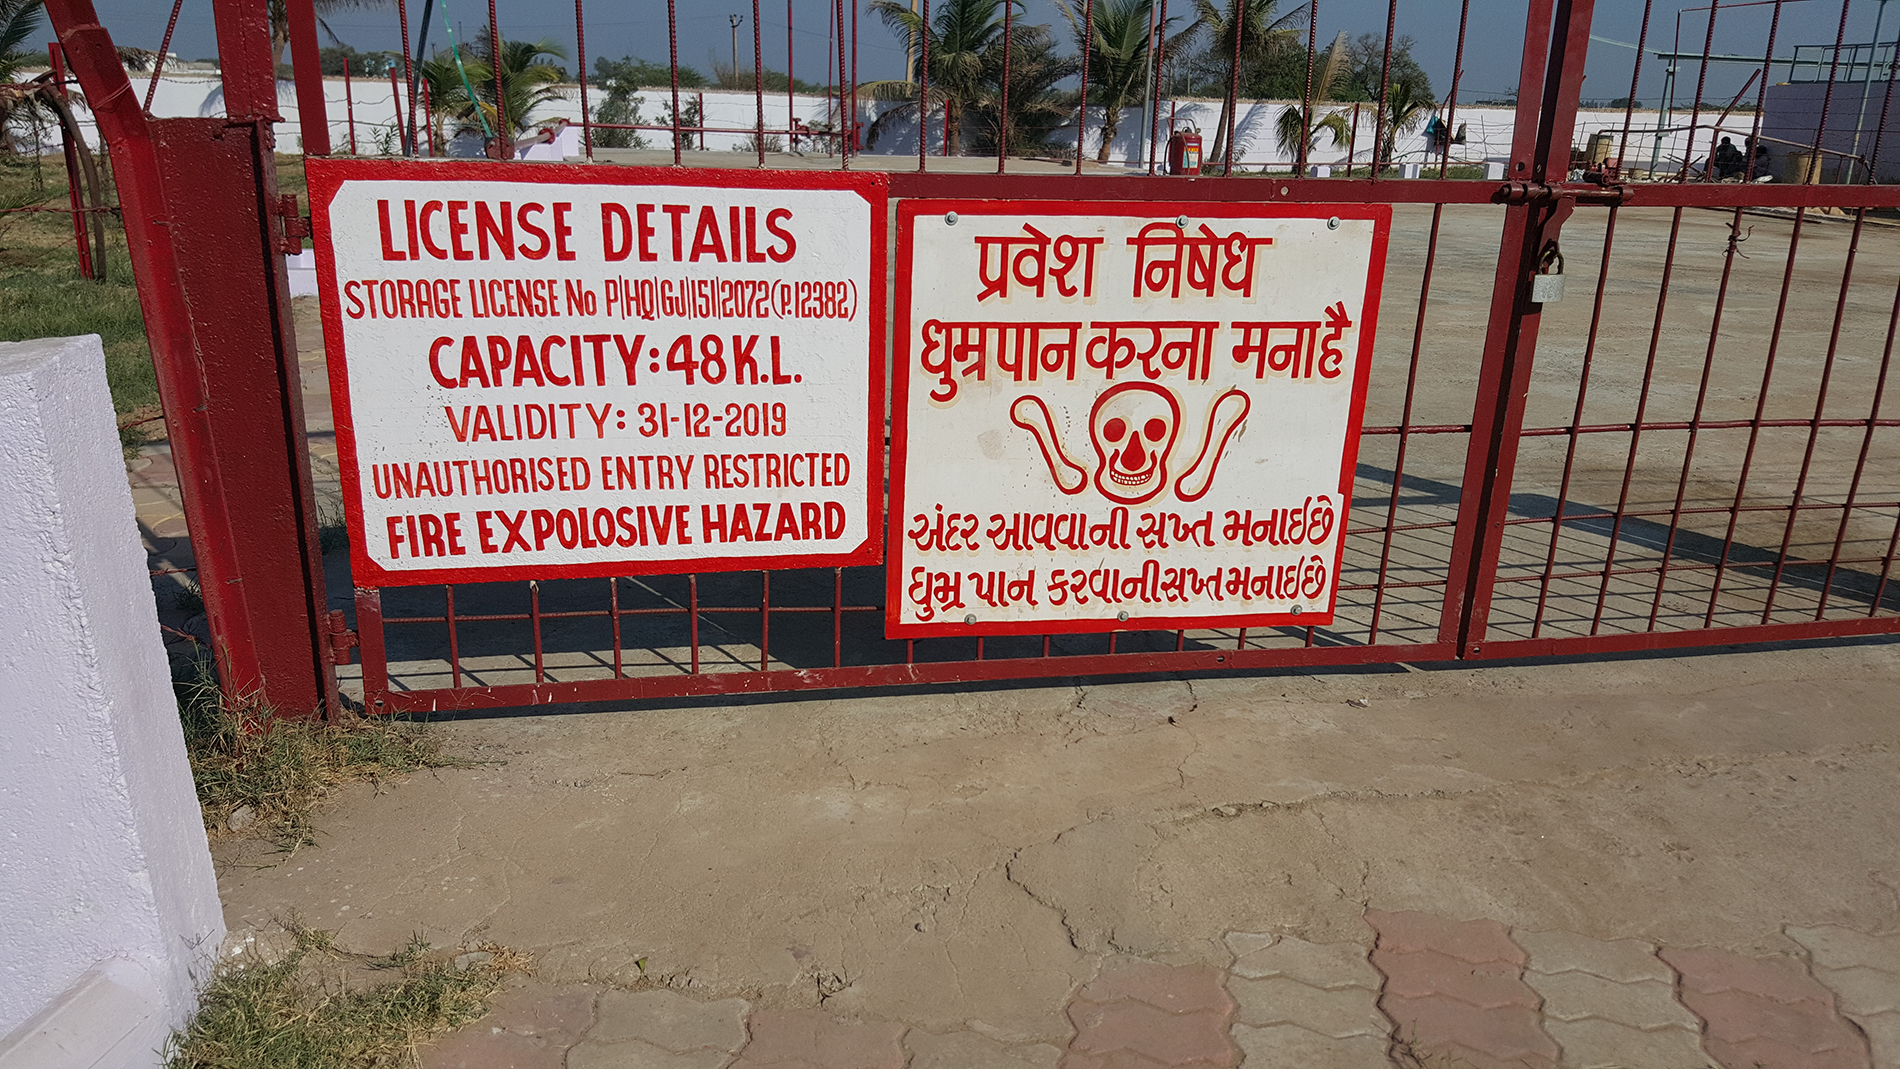 LICENSE DETAILS
STORAGE LICENSE No P|HQ|GJ|15|2072(P.12382)
CAPACITY: 48 K.L.
VALIDITY: 31-12-2019
UNAUTHORISED ENTRY RESTRICTED
FIRE EXPOLOSIVE HAZARD
प्रवेश निषेध
धुम्रपान करना मना है
અંદર આવવાની સખ્ત મનાઇ છે
ધુમ્ર પાન કરવાની સખ્ત મનાઇ છે